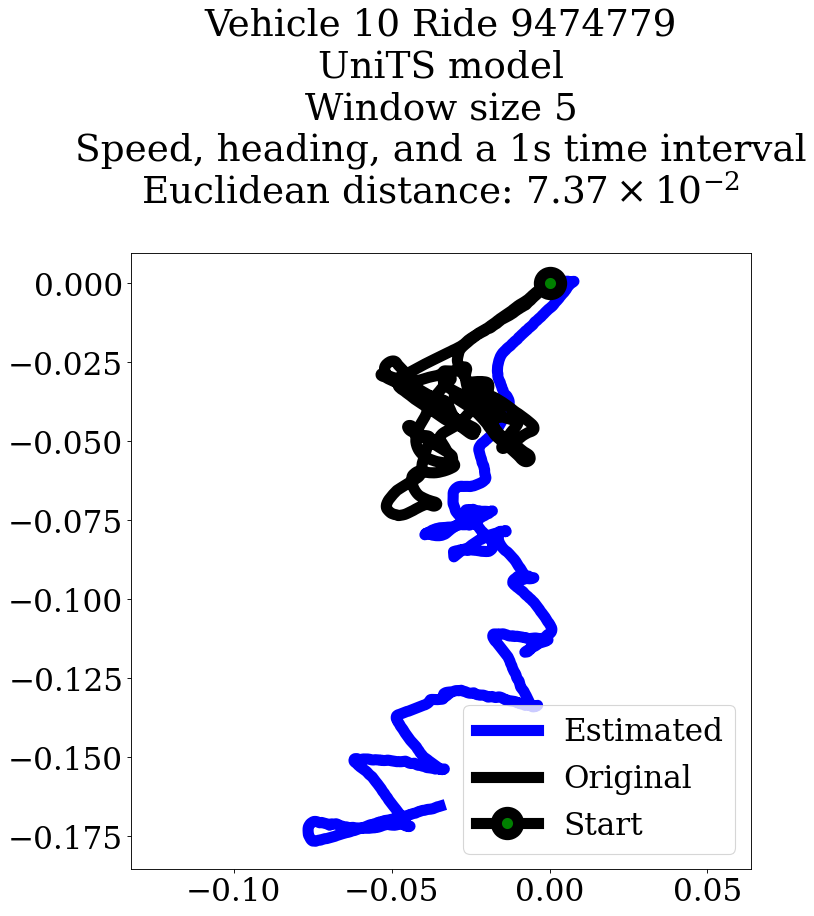 Vehicle 10 Ride 9474779
UniTS model
Window size 5
Speed, heading, and a 1s time interval
Euclidean distance: 7.37 × 10⁻²
0.000
−0.025
−0.050
−0.075
−0.100
−0.125
−0.150
−0.175
Estimated
Original
Start
−0.10 −0.05 0.00 0.05